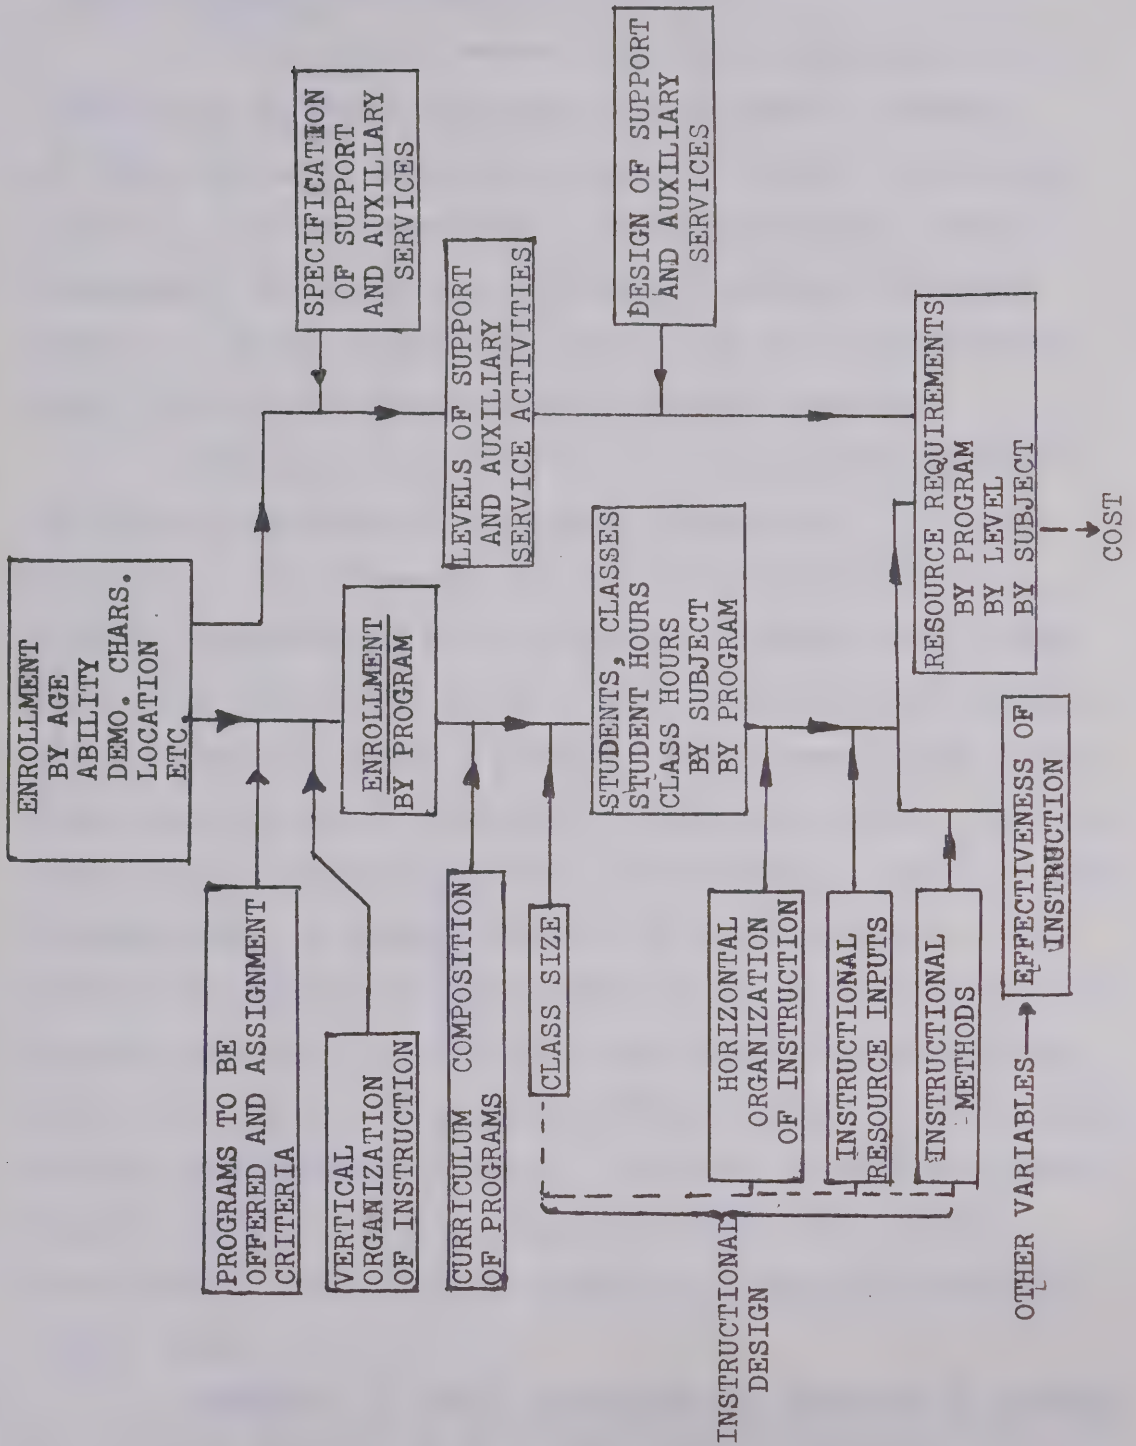 ENROLLMENT
BY AGE
ABILITY
DEMO. CHARS.
LOCATION
ETC
SPECIFICATION
OF SUPPORT
AND AUXILIARY
SERVICES
PROGRAMS TO BE
OFFERED AND ASSIGNMENT
CRITERIA
VERTICAL
ORGANIZATION
OF INSTRUCTION
ENROLLMENT
BY PROGRAM
LEVELS OF SUPPORT
AND AUXILIARY
SERVICE ACTIVITIES
CURRICULUM COMPOSITION
OF PROGRAMS
CLASS SIZE
STUDENTS, CLASSES
STUDENT HOURS
CLASS HOURS
BY SUBJECT
BY PROGRAM
DESIGN OF SUPPORT
AND AUXILIARY
SERVICES
INSTRUCTIONAL
DESIGN
HORIZONTAL
ORGANIZATION
OF INSTRUCTION
INSTRUCTIONAL
RESOURCE INPUTS
INSTRUCTIONAL
METHODS
RESOURCE REQUIREMENTS
BY PROGRAM
BY LEVEL
BY SUBJECT
OTHER VARIABLES
EFFECTIVENESS OF
INSTRUCTION
COST